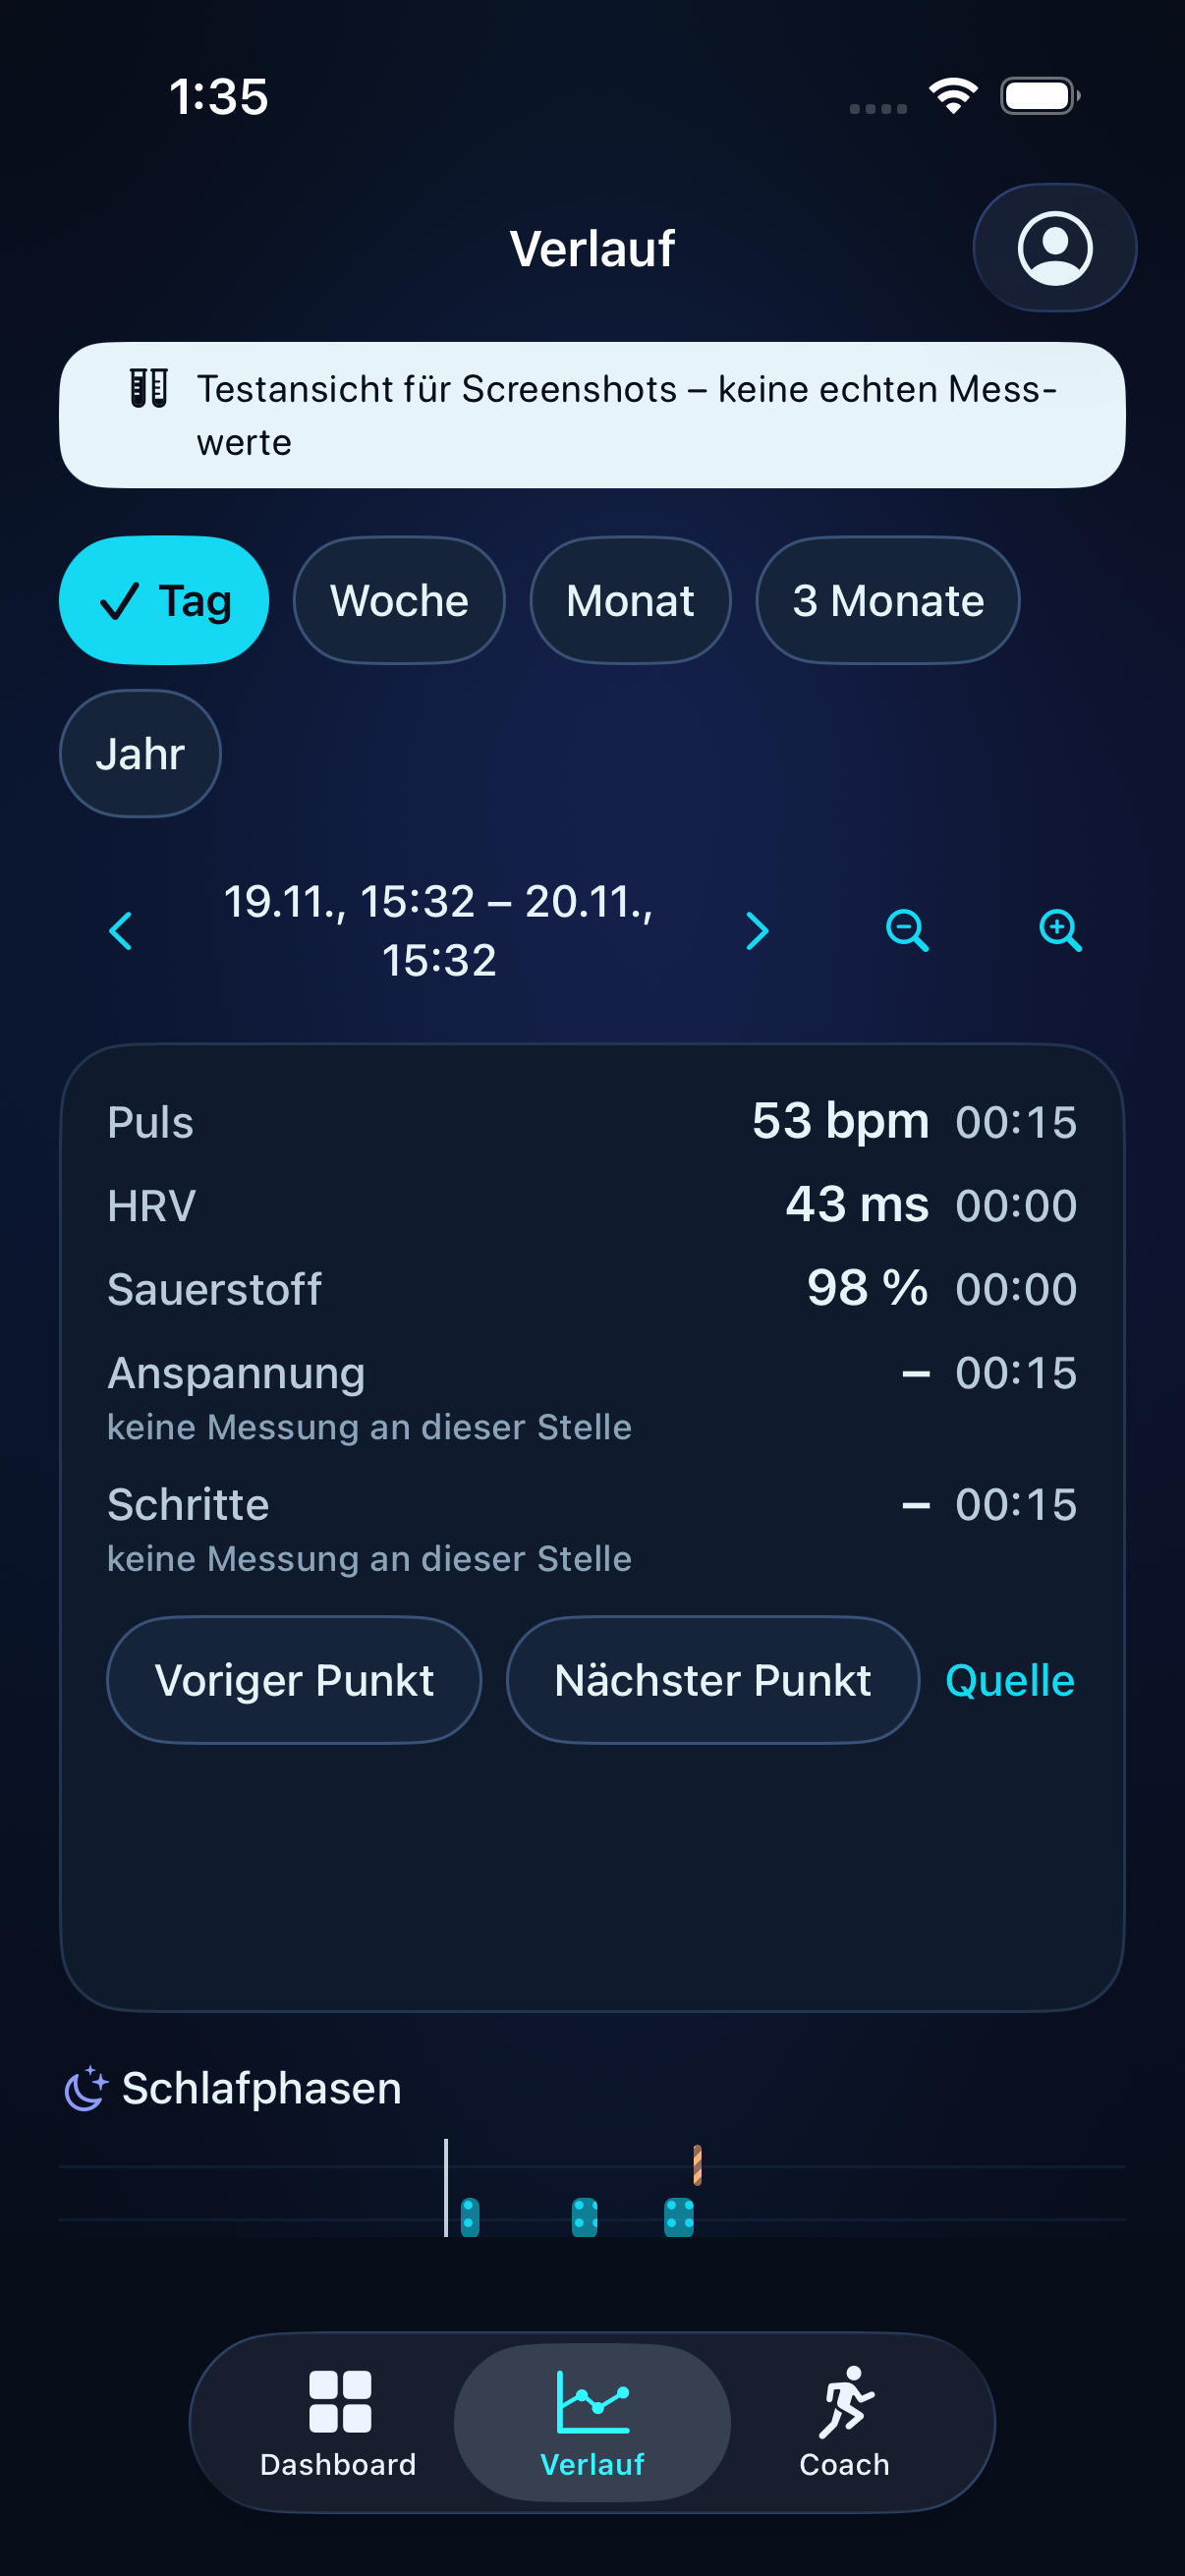 1:35
Verlauf
Testansicht für Screenshots – keine echten Mess-
werte
Tag
Woche
Monat
3 Monate
Jahr
19.11., 15:32 – 20.11.,
15:32
Puls 53 bpm 00:15
HRV 43 ms 00:00
Sauerstoff 98 % 00:00
Anspannung – 00:15
keine Messung an dieser Stelle
Schritte – 00:15
keine Messung an dieser Stelle
Voriger Punkt
Nächster Punkt
Quelle
Schlafphasen
Dashboard
Verlauf
Coach